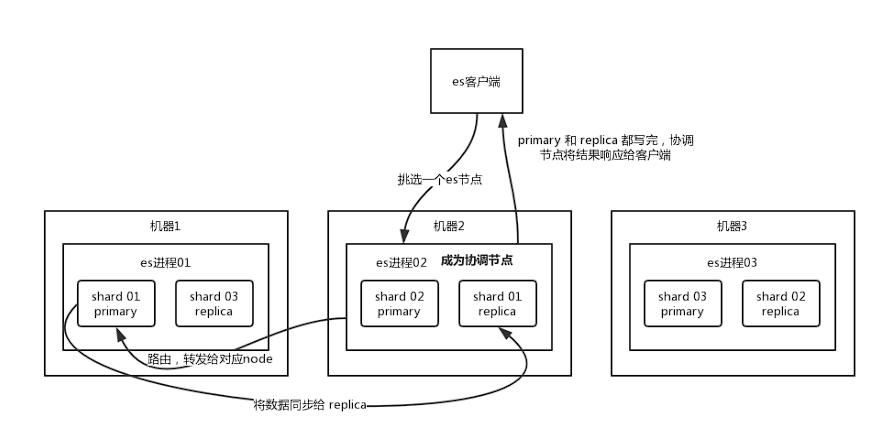 es客户端
primary 和 replica 都写完，协调
节点将结果响应给客户端
挑选一个es节点
机器1
es进程01
shard 01
primary
shard 03
replica
机器2
es进程02
成为协调节点
shard 02
primary
shard 01
replica
机器3
es进程03
shard 03
primary
shard 02
replica
路由，转发给对应node
将数据同步给 replica